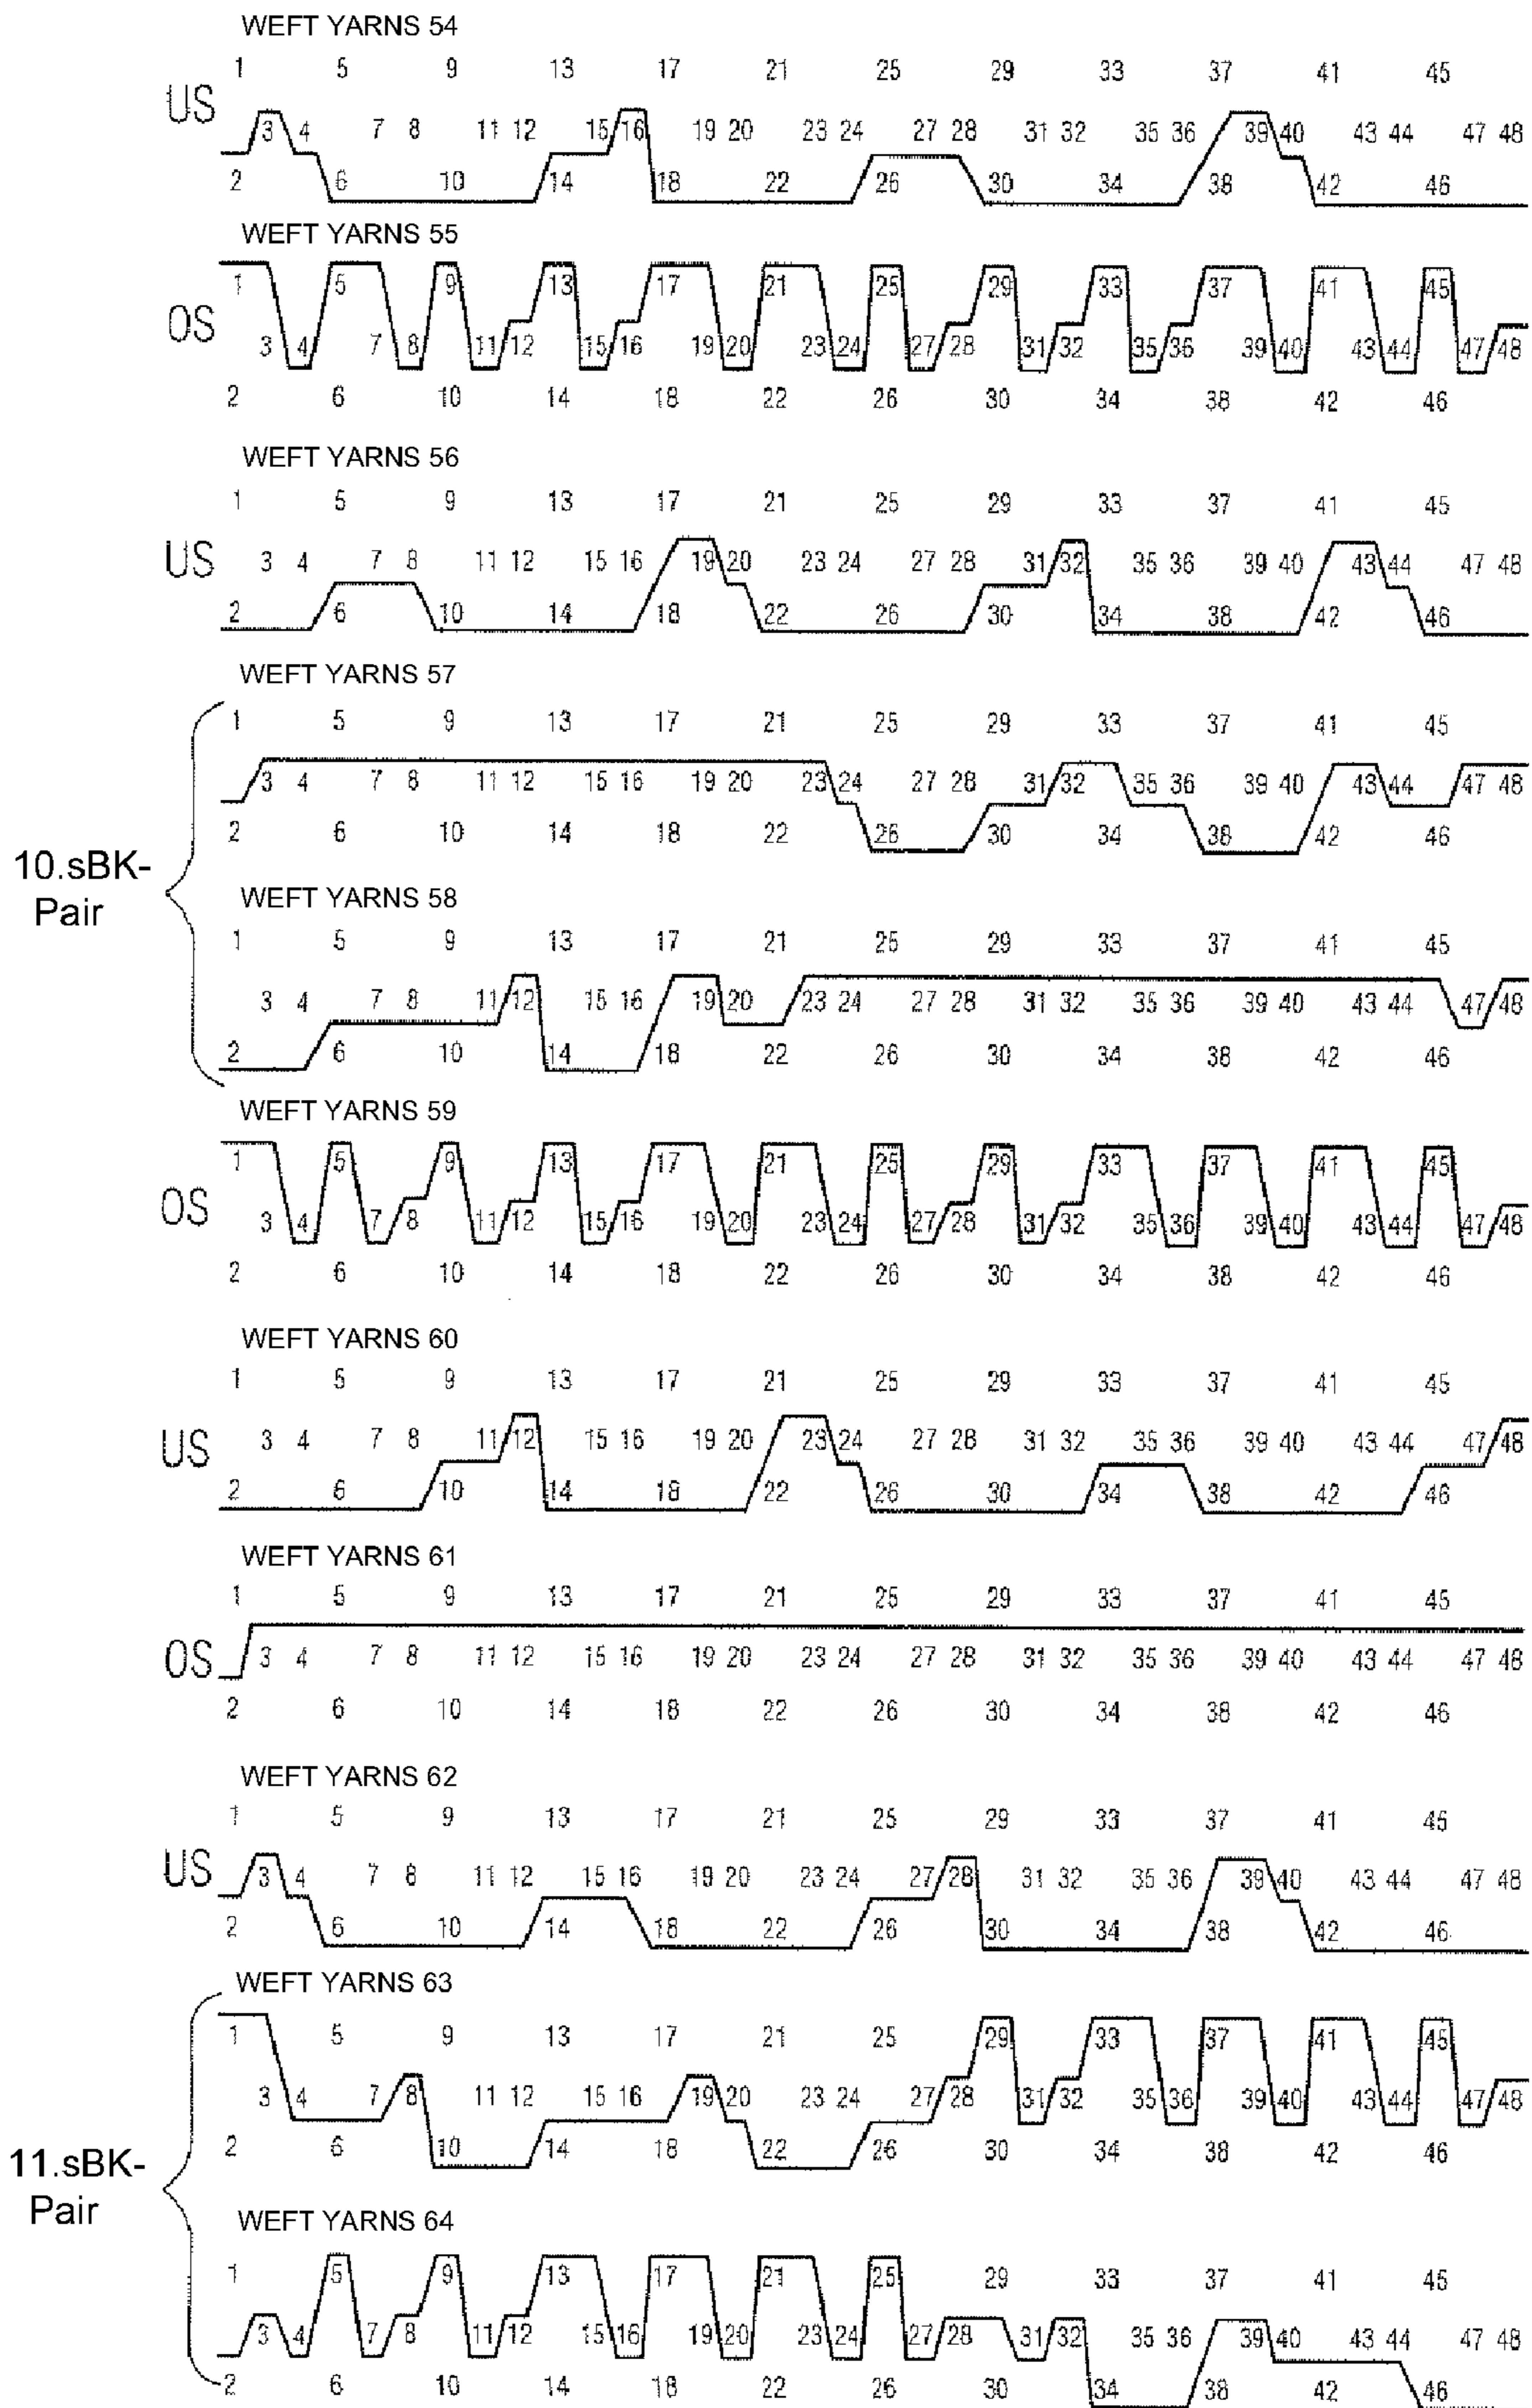 WEFT YARNS 54
1 5 9 13 17 21 25 29 33 37 41 45
US
3 4 7 8 11 12 15 16 19 20 23 24 27 28 31 32 35 36 39 40 43 44 47 48
2 6 10 14 18 22 26 30 34 38 42 46
WEFT YARNS 55
1 5 9 13 17 21 25 29 33 37 41 45
OS
3 4 7 8 11 12 15 16 19 20 23 24 27 28 31 32 35 36 39 40 43 44 47 48
2 6 10 14 18 22 26 30 34 38 42 46
WEFT YARNS 56
1 5 9 13 17 21 25 29 33 37 41 45
US
3 4 7 8 11 12 15 16 19 20 23 24 27 28 31 32 35 36 39 40 43 44 47 48
2 6 10 14 18 22 26 30 34 38 42 46
WEFT YARNS 57
1 5 9 13 17 21 25 29 33 37 41 45
3 4 7 8 11 12 15 16 19 20 23 24 27 28 31 32 35 36 39 40 43 44 47 48
2 6 10 14 18 22 26 30 34 38 42 46
10.sBK-
Pair
WEFT YARNS 58
1 5 9 13 17 21 25 29 33 37 41 45
3 4 7 8 11 12 15 16 19 20 23 24 27 28 31 32 35 36 39 40 43 44 47 48
2 6 10 14 18 22 26 30 34 38 42 46
WEFT YARNS 59
1 5 9 13 17 21 25 29 33 37 41 45
OS
3 4 7 8 11 12 15 16 19 20 23 24 27 28 31 32 35 36 39 40 43 44 47 48
2 6 10 14 18 22 26 30 34 38 42 46
WEFT YARNS 60
1 5 9 13 17 21 25 29 33 37 41 45
US
3 4 7 8 11 12 15 16 19 20 23 24 27 28 31 32 35 36 39 40 43 44 47 48
2 6 10 14 18 22 26 30 34 38 42 46
WEFT YARNS 61
1 5 9 13 17 21 25 29 33 37 41 45
OS
3 4 7 8 11 12 15 16 19 20 23 24 27 28 31 32 35 36 39 40 43 44 47 48
2 6 10 14 18 22 26 30 34 38 42 46
WEFT YARNS 62
1 5 9 13 17 21 25 29 33 37 41 45
US
3 4 7 8 11 12 15 16 19 20 23 24 27 28 31 32 35 36 39 40 43 44 47 48
2 6 10 14 18 22 26 30 34 38 42 46
WEFT YARNS 63
1 5 9 13 17 21 25 29 33 37 41 45
3 4 7 8 11 12 15 16 19 20 23 24 27 28 31 32 35 36 39 40 43 44 47 48
2 6 10 14 18 22 26 30 34 38 42 46
11.sBK-
Pair
WEFT YARNS 64
1 5 9 13 17 21 25 29 33 37 41 45
3 4 7 8 11 12 15 16 19 20 23 24 27 28 31 32 35 36 39 40 43 44 47 48
2 6 10 14 18 22 26 30 34 38 42 46